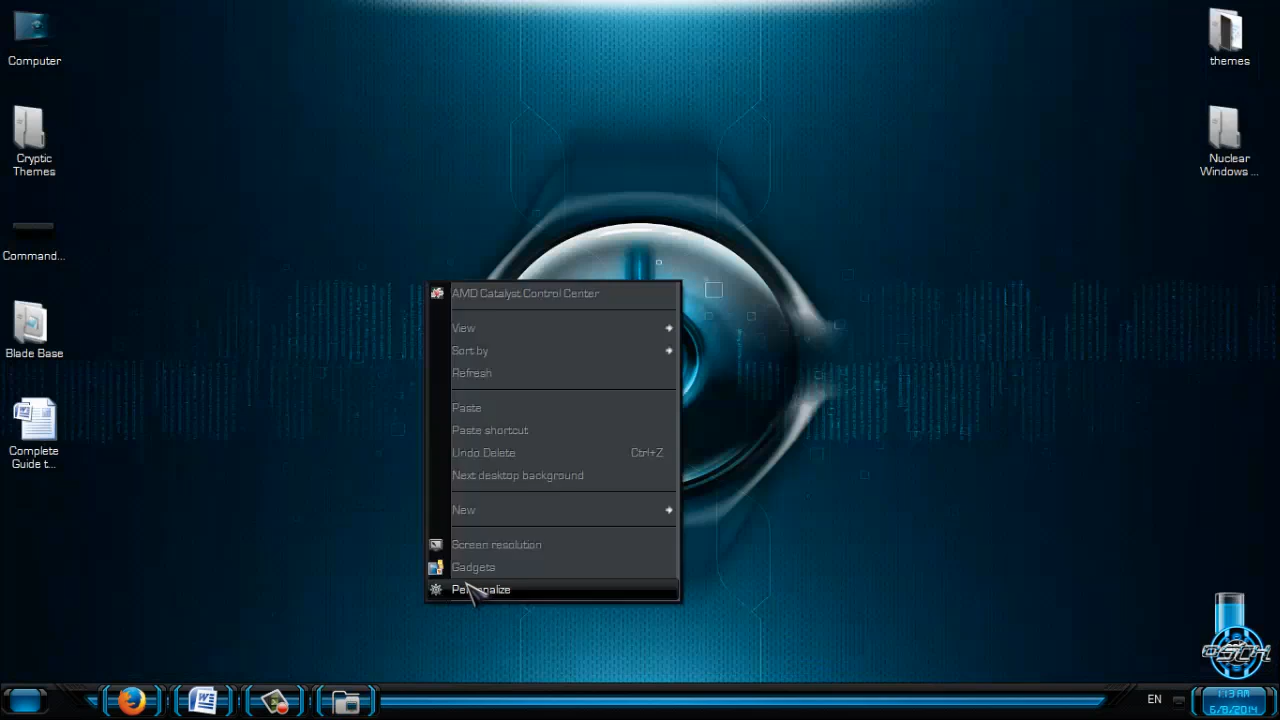 Computer
Cryptic
Themes
Command...
Blade Base
Complete
Guide t...
themes
Nuclear
Windows ...
AMD Catalyst Control Center
View
Sort by
Refresh
Paste
Paste shortcut
Undo Delete Ctrl+Z
Next desktop background
New
Screen resolution
Gadgets
Personalize
EN
1:13 AM
6/8/2014